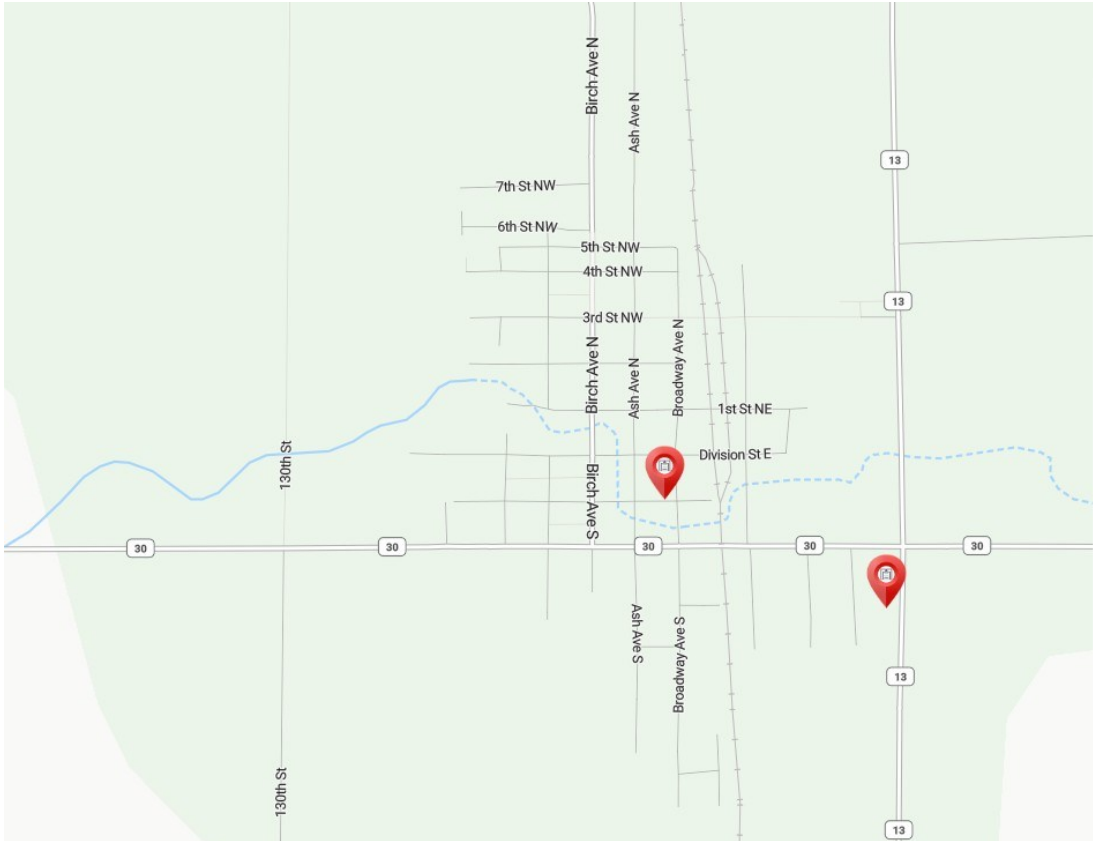 Birch Ave N
Ash Ave N
13
7th St NW
6th St NW
5th St NW
4th St NW
13
3rd St NW
Broadway Ave N
Birch Ave N
Ash Ave N
1st St NE
130th St
Division St E
Birch Ave S
30
30
30
30
30
Ash Ave S
Broadway Ave S
13
130th St
13